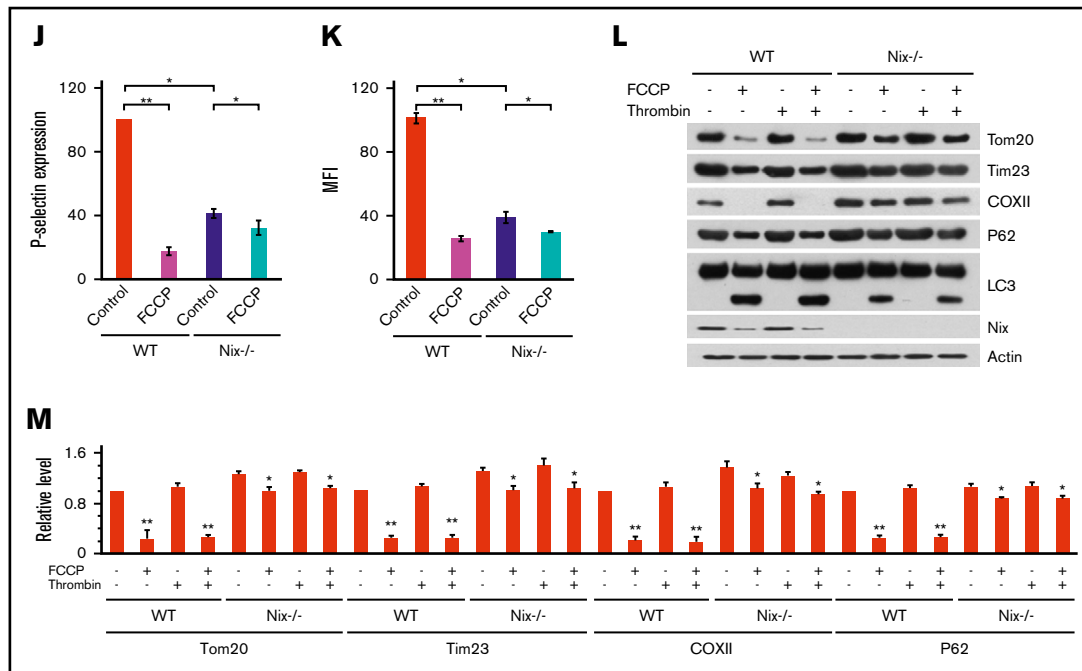 J
K
L
P-selectin expression
120
80
40
0
* ** *
Control FCCP Control FCCP
WT Nix-/-
MFI
120
80
40
0
* ** *
Control FCCP Control FCCP
WT Nix-/-
WT Nix-/-
FCCP - + - + - + - +
Thrombin - - + + - - + +
Tom20
Tim23
COXII
P62
LC3
Nix
Actin
M
Relative level
1.6
0.8
0
** ** * * ** ** * * ** ** * * ** ** * *
FCCP - + - + - + - + - + - + - + - + - + - + - + - + - + - + - + - +
Thrombin - - + + - - + + - - + + - - + + - - + + - - + + - - + + - - + +
WT Nix-/- WT Nix-/- WT Nix-/- WT Nix-/-
Tom20 Tim23 COXII P62